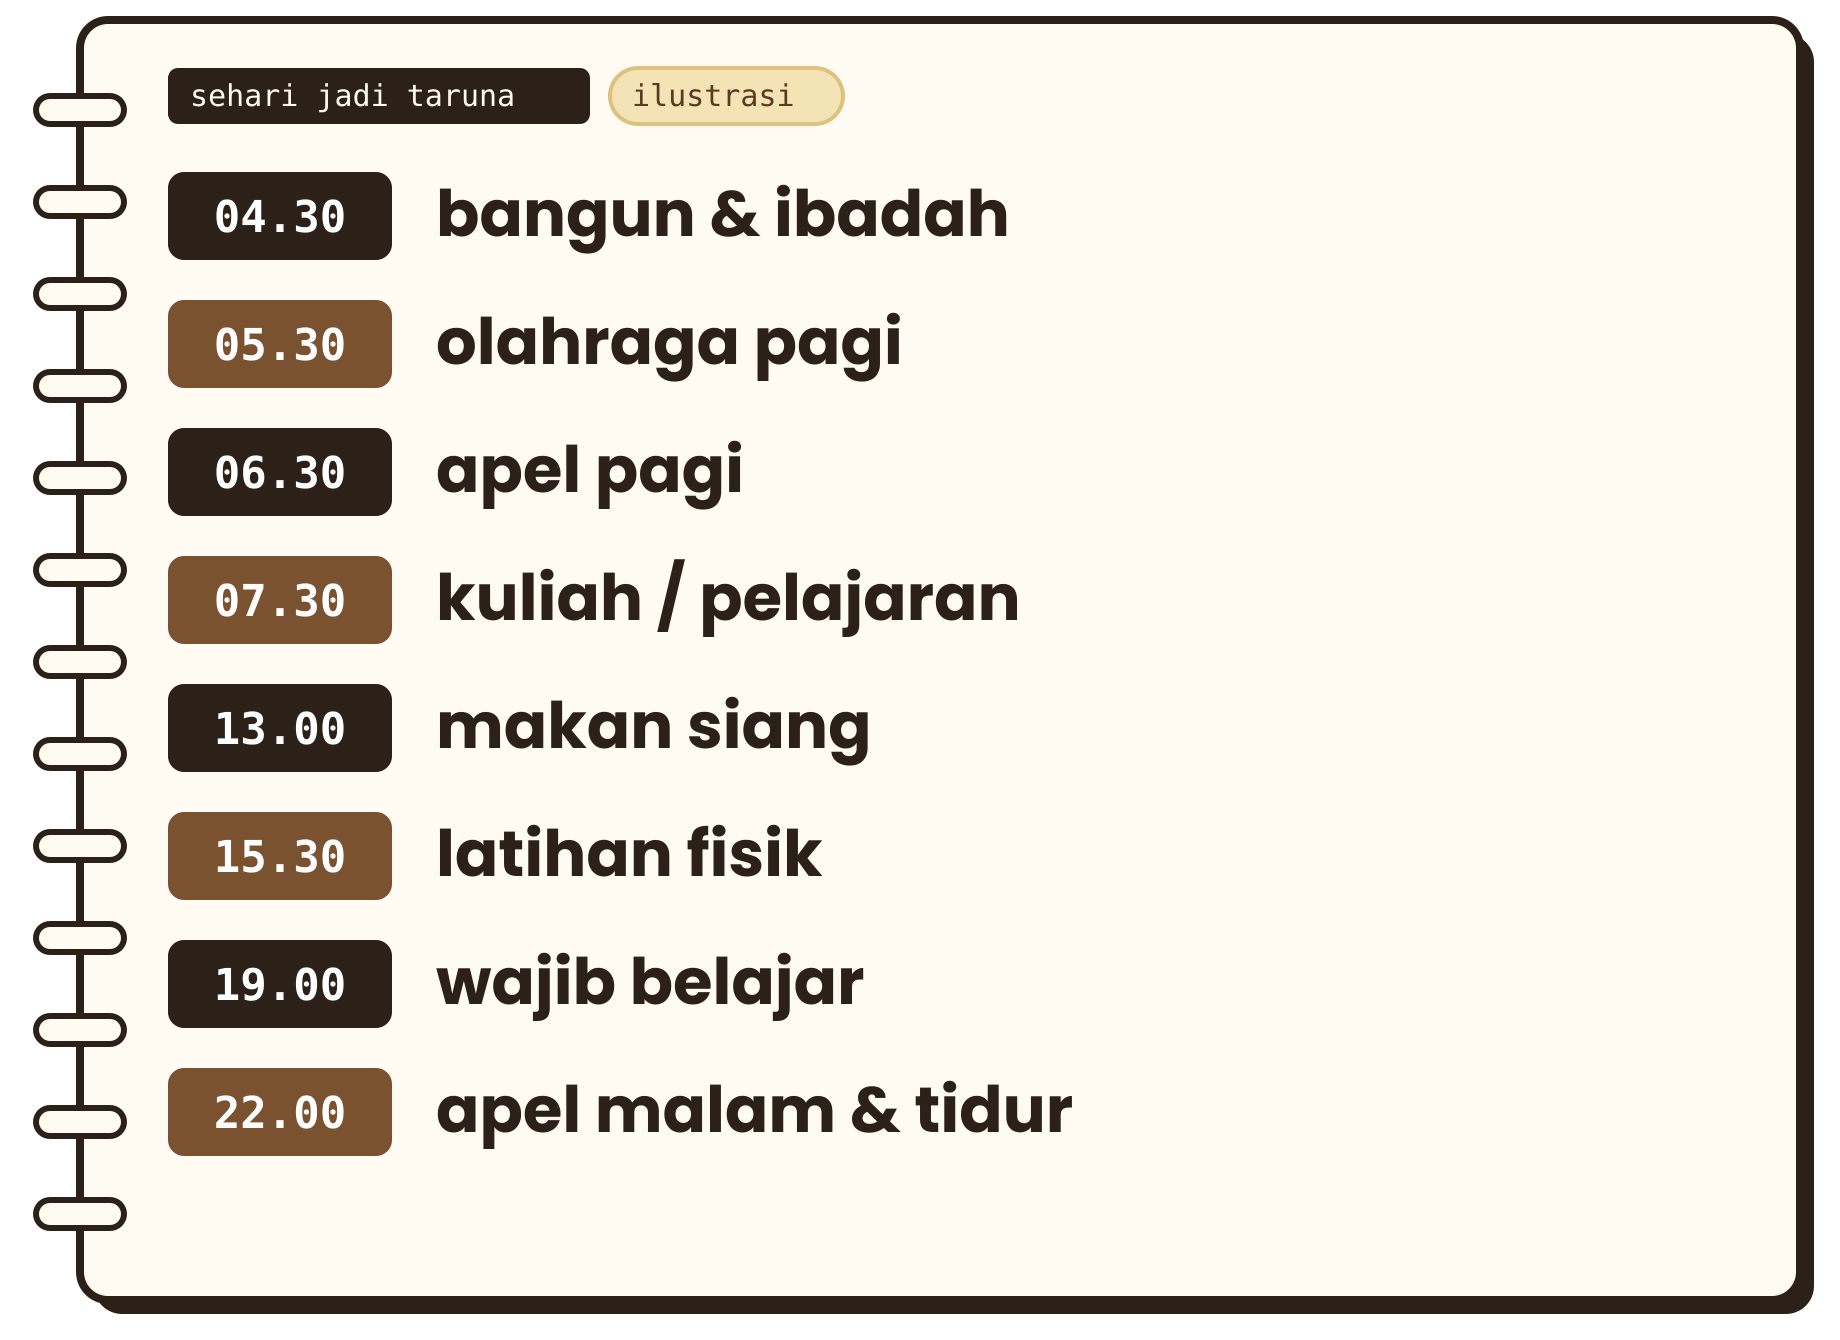 sehari jadi taruna ilustrasi
04.30 bangun & ibadah
05.30 olahraga pagi
06.30 apel pagi
07.30 kuliah / pelajaran
13.00 makan siang
15.30 latihan fisik
19.00 wajib belajar
22.00 apel malam & tidur